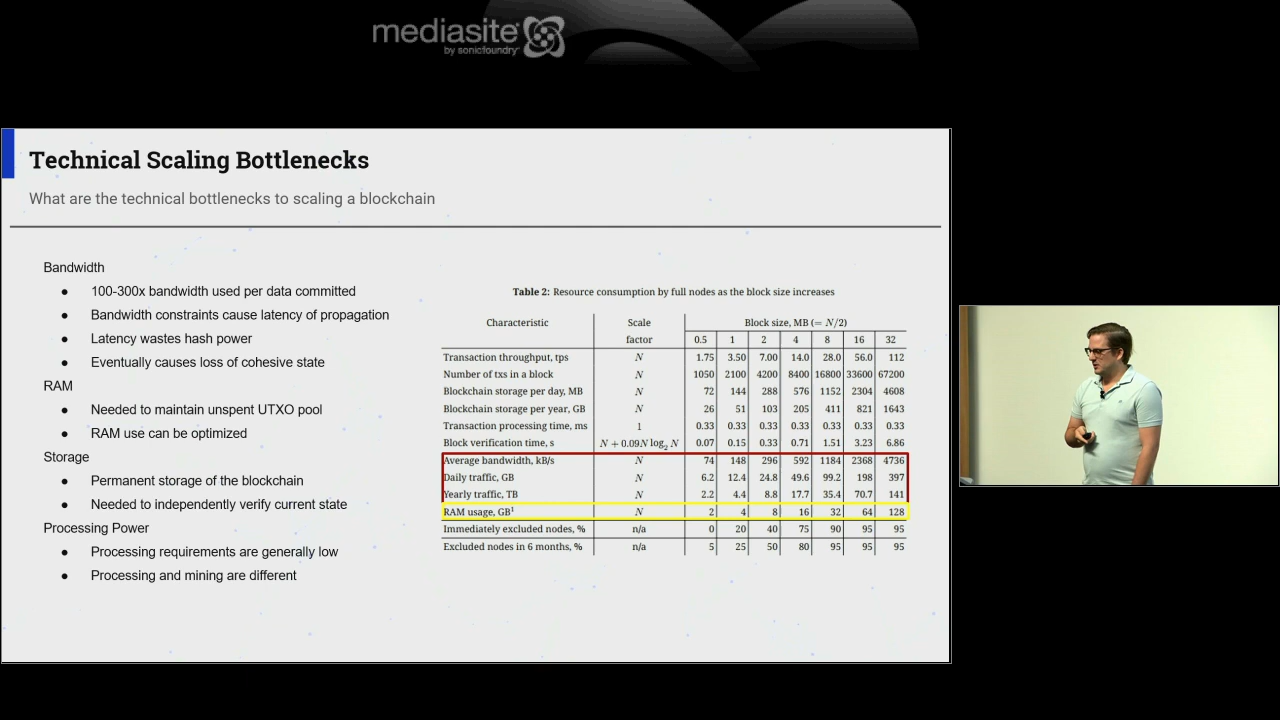 mediasite
by sonicfoundry
Technical Scaling Bottlenecks
What are the technical bottlenecks to scaling a blockchain
Bandwidth
● 100-300x bandwidth used per data committed
● Bandwidth constraints cause latency of propagation
● Latency wastes hash power
● Eventually causes loss of cohesive state
RAM
● Needed to maintain unspent UTXO pool
● RAM use can be optimized
Storage
● Permanent storage of the blockchain
● Needed to independently verify current state
Processing Power
● Processing requirements are generally low
● Processing and mining are different
Table 2: Resource consumption by full nodes as the block size increases
Characteristic Scale factor Block size, MB (= N/2)
0.5 1 2 4 8 16 32
Transaction throughput, tps N 1.75 3.50 7.00 14.0 28.0 56.0 112
Number of txs in a block N 1050 2100 4200 8400 16800 33600 67200
Blockchain storage per day, MB N 72 144 288 576 1152 2304 4608
Blockchain storage per year, GB N 26 51 103 205 411 821 1643
Transaction processing time, ms 1 0.33 0.33 0.33 0.33 0.33 0.33 0.33
Block verification time, s N + 0.09N log₂ N 0.07 0.15 0.33 0.71 1.51 3.23 6.86
Average bandwidth, kB/s N 74 148 296 592 1184 2368 4736
Daily traffic, GB N 6.2 12.4 24.8 49.6 99.2 198 397
Yearly traffic, TB N 2.2 4.4 8.8 17.7 35.4 70.7 141
RAM usage, GB¹ N 2 4 8 16 32 64 128
Immediately excluded nodes, % n/a 0 20 40 75 90 95 95
Excluded nodes in 6 months, % n/a 5 25 50 80 95 95 95